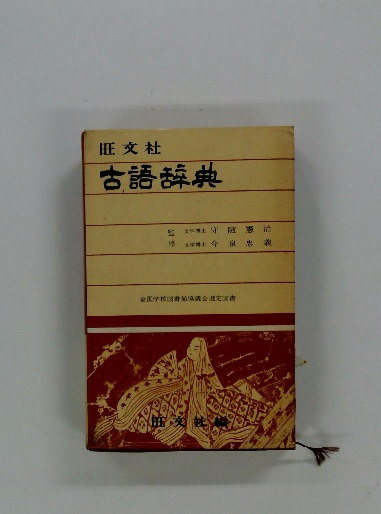 旺文社
古語辞典
監 文学博士 守随憲治
修 文学博士 今泉忠義
全国学校図書館協議会選定図書
旺文社編